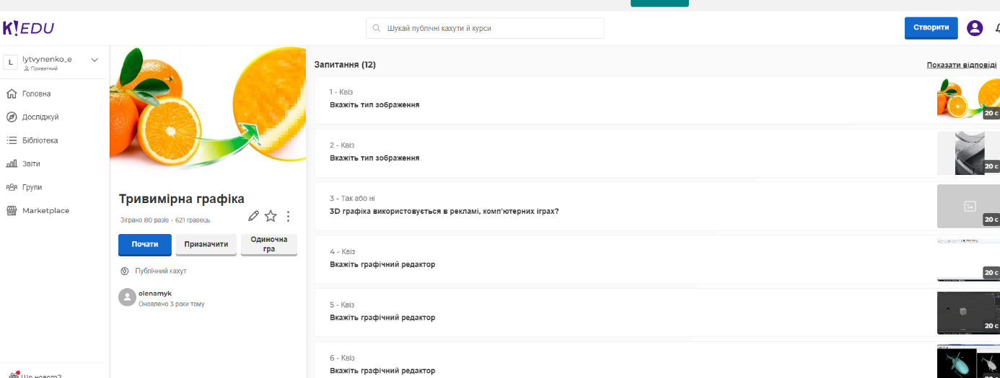 K!EDU
Шукай публічні кахути й курси
Створити
L
lytvynenko_e
Приватний
Головна
Досліджуй
Бібліотека
Звіти
Групи
Marketplace
Що нового?
Тривимірна графіка
Зіграно 80 разів · 621 гравець
Почати
Призначити
Одиночна
гра
Публічний кахут
olenamyk
Оновлено 3 роки тому
Запитання (12)
Показати відповіді
1 - Квіз
Вкажіть тип зображення
20 с
2 - Квіз
Вкажіть тип зображення
20 с
3 - Так або ні
3D графіка використовується в рекламі, комп'ютерних іграх?
20 с
4 - Квіз
Вкажіть графічний редактор
20 с
5 - Квіз
Вкажіть графічний редактор
20 с
6 - Квіз
Вкажіть графічний редактор